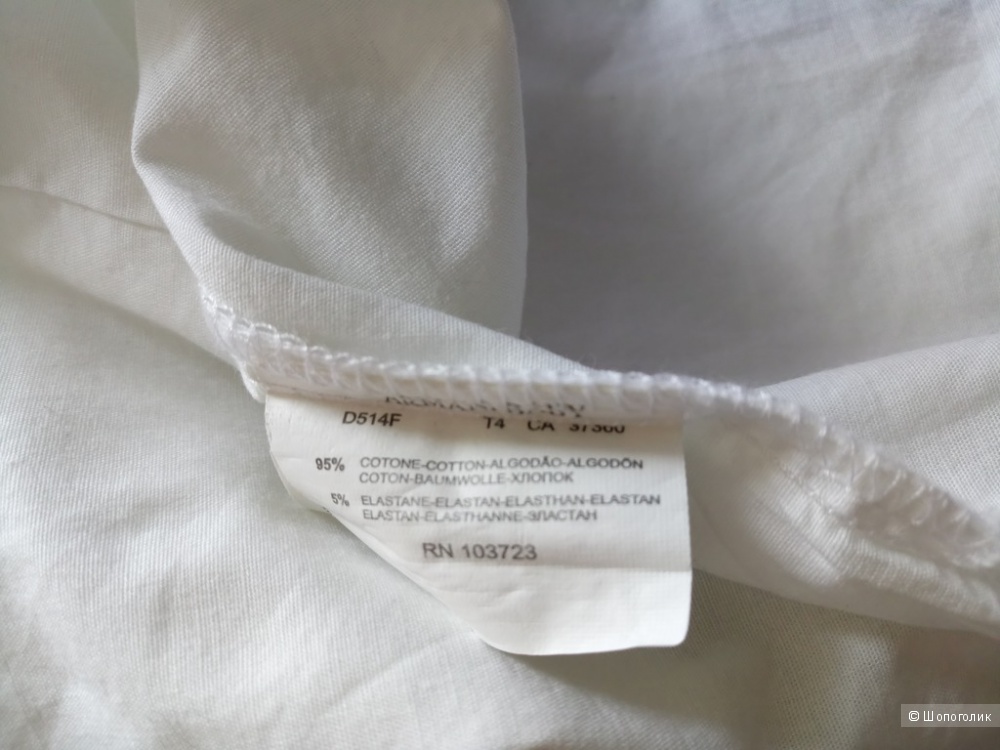 D514F T4 CA 37360
95% COTONE-COTTON-ALGODÃO-ALGODÓN
COTON-BAUMWOLLE-ХЛОПОК
5% ELASTANE-ELASTAN-ELASTHAN-ELASTAN
ELASTAN-ELASTHANNE-ЭЛАСТАН
RN 103723
© Шопоголик